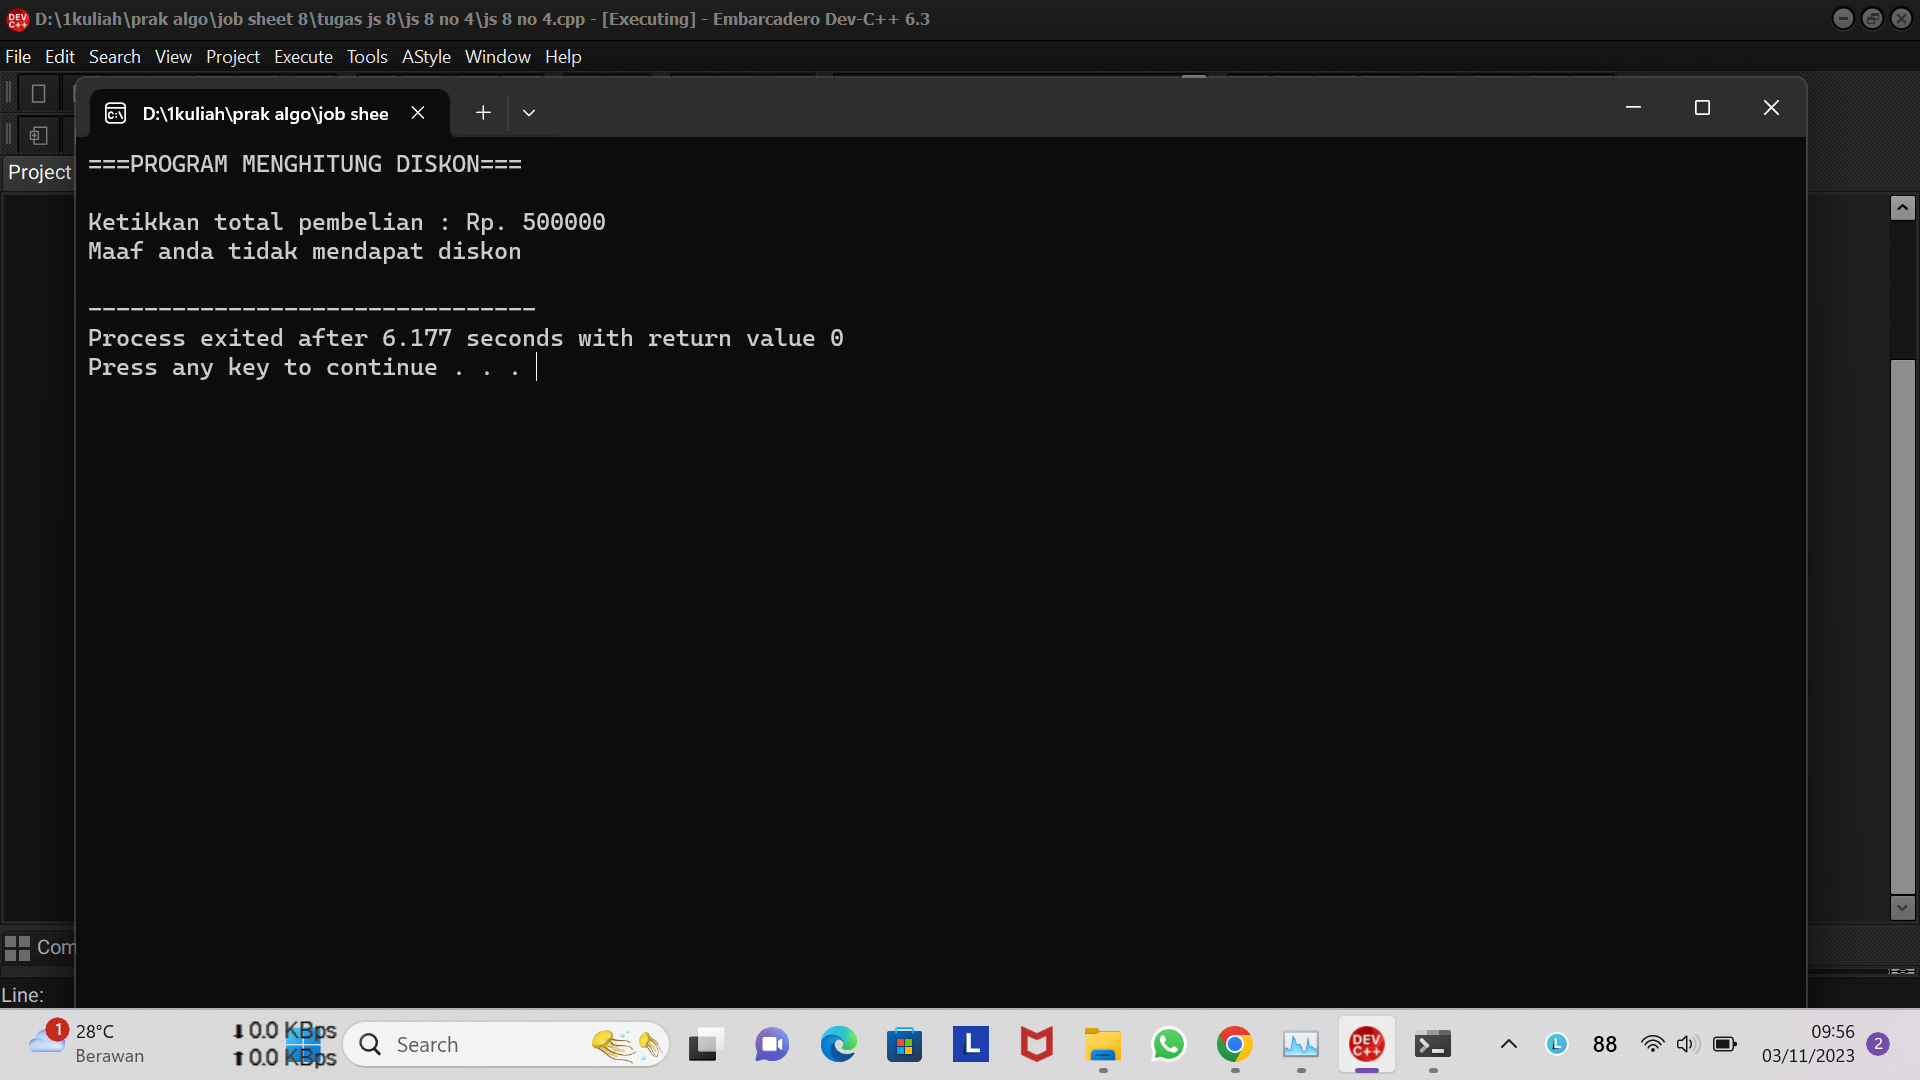 D:\1kuliah\prak algo\job sheet 8\tugas js 8\js 8 no 4\js 8 no 4.cpp - [Executing] - Embarcadero Dev-C++ 6.3
File Edit Search View Project Execute Tools AStyle Window Help
D:\1kuliah\prak algo\job shee
Project
===PROGRAM MENGHITUNG DISKON===
Ketikkan total pembelian : Rp. 500000
Maaf anda tidak mendapat diskon
--------------------------------
Process exited after 6.177 seconds with return value 0
Press any key to continue . . .
Com
Line:
1
28°C
Berawan
0.0 KBps
0.0 KBps
Search
L
DEV C++
L
88
09:56
03/11/2023
2